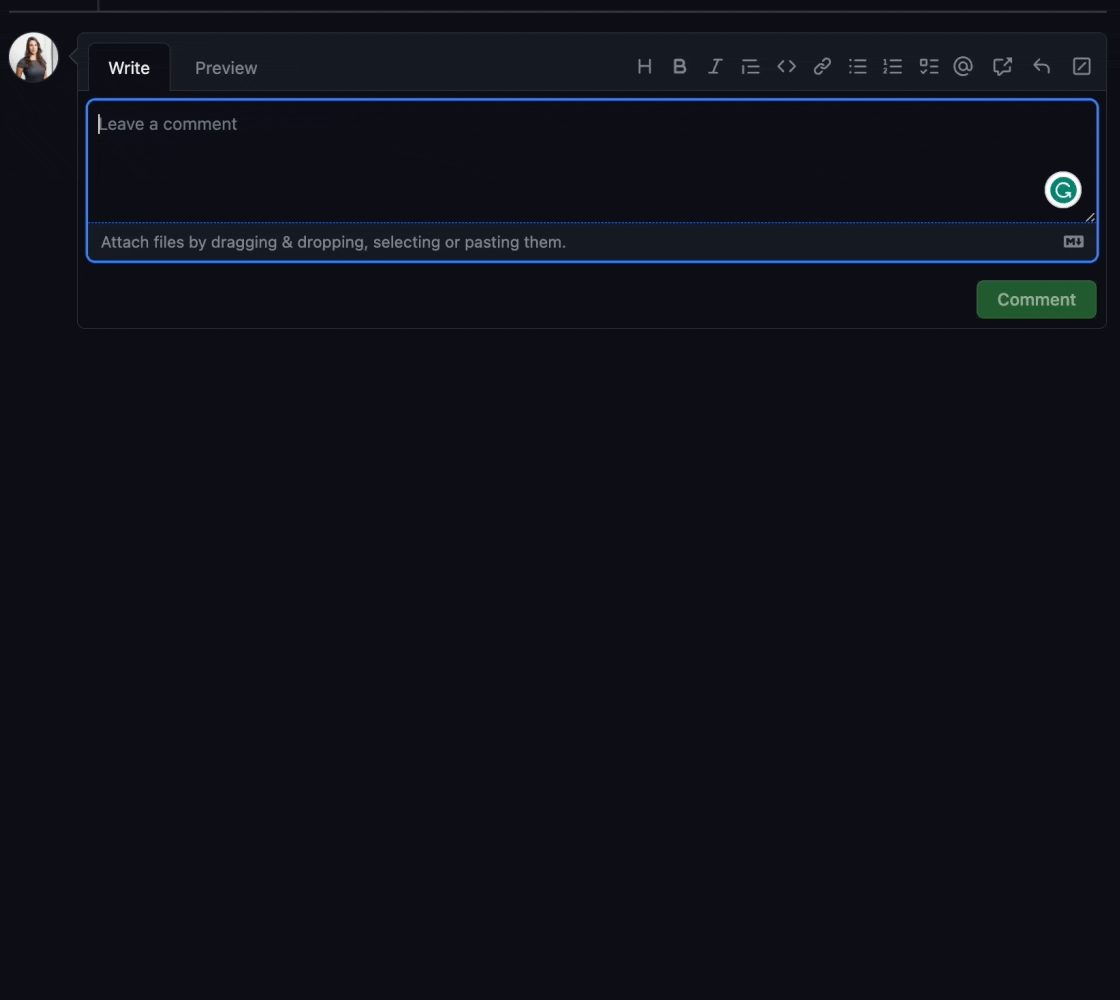 Write Preview
Leave a comment
Attach files by dragging & dropping, selecting or pasting them.
Comment